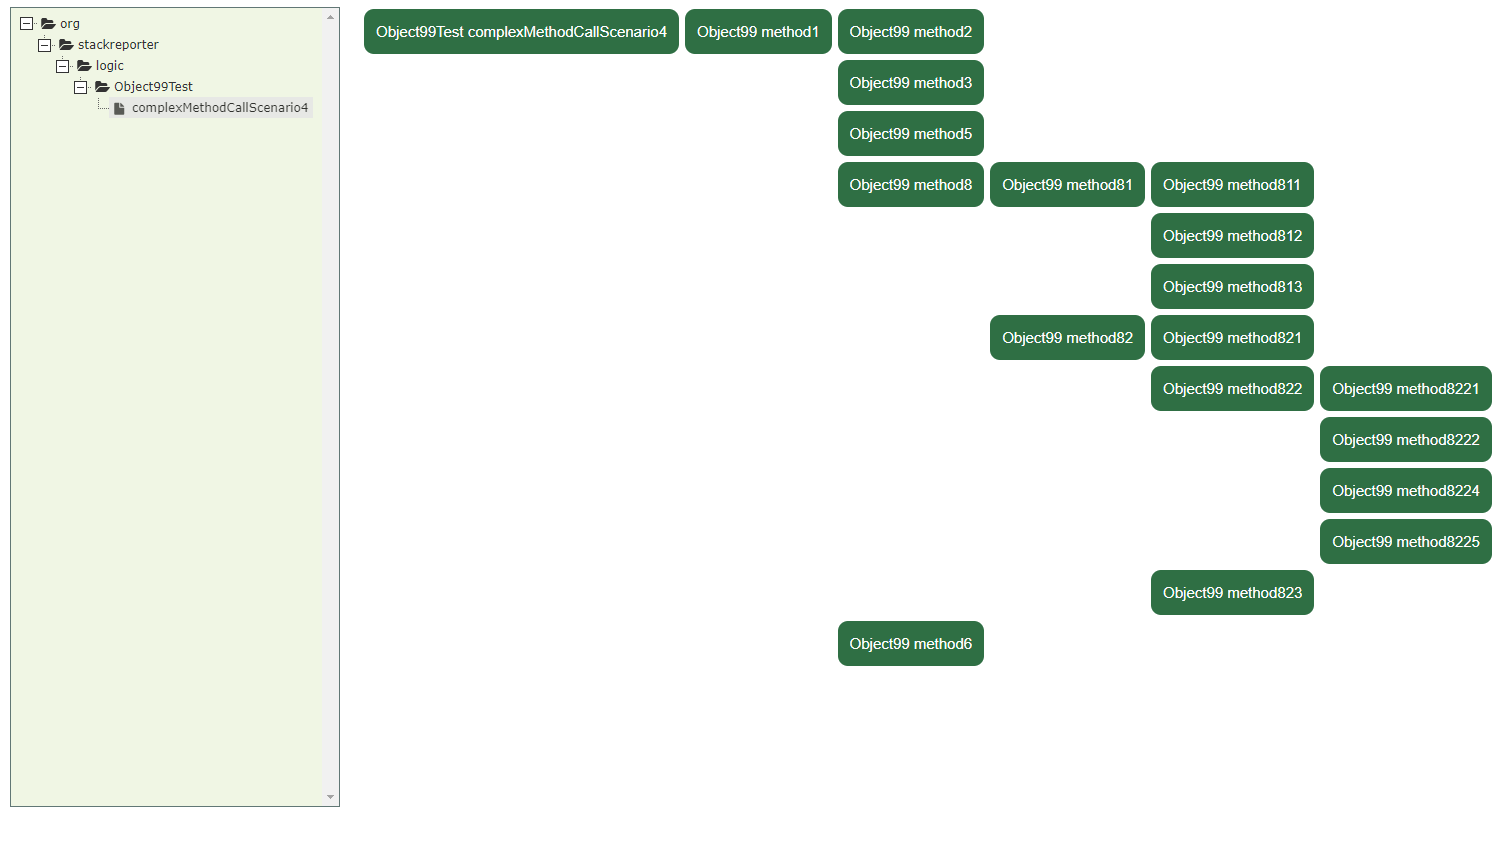 org
stackreporter
logic
Object99Test
complexMethodCallScenario4
Object99Test complexMethodCallScenario4 Object99 method1 Object99 method2
Object99 method3
Object99 method5
Object99 method8 Object99 method81 Object99 method811
Object99 method812
Object99 method813
Object99 method82 Object99 method821
Object99 method822 Object99 method8221
Object99 method8222
Object99 method8224
Object99 method8225
Object99 method823
Object99 method6